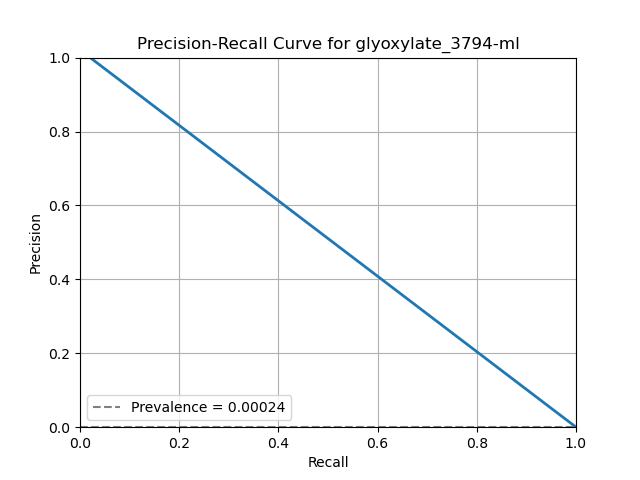 Precision-Recall Curve for glyoxylate_3794-ml
1.0
0.8
0.6
0.4
0.2
0.0
Precision
Prevalence = 0.00024
0.0 0.2 0.4 0.6 0.8 1.0
Recall